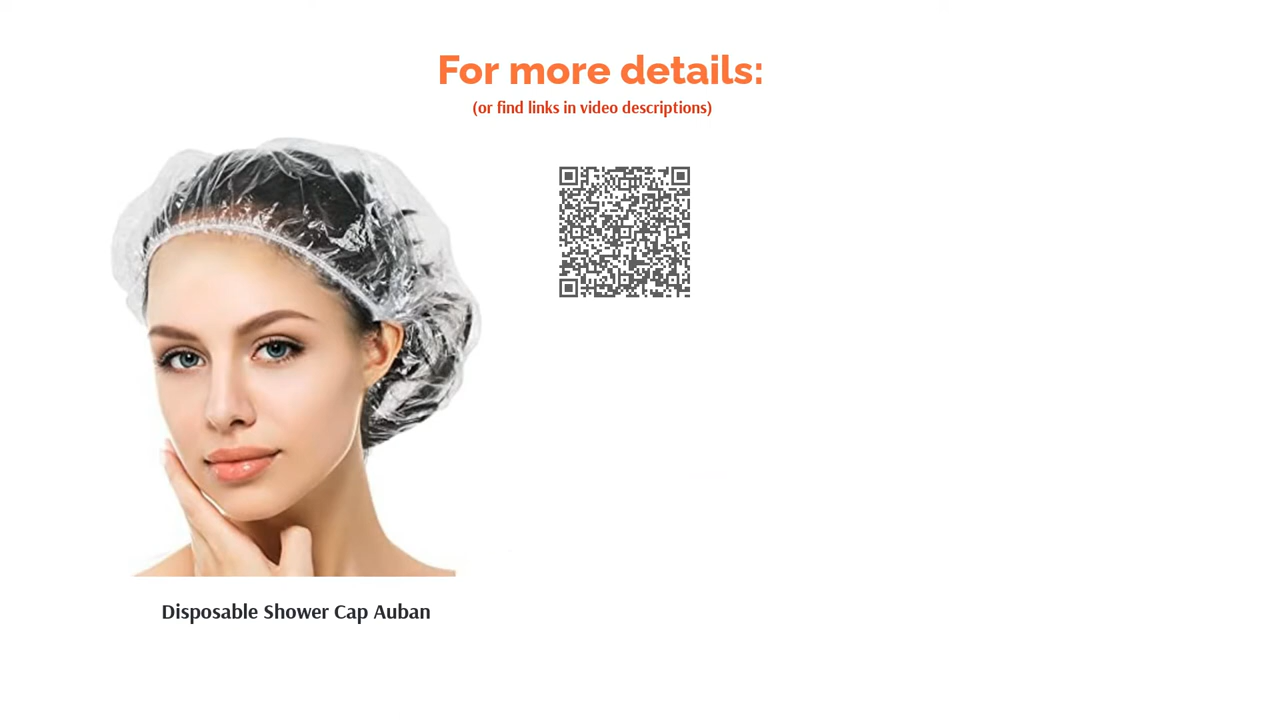 For more details:
(or find links in video descriptions)
Disposable Shower Cap Auban